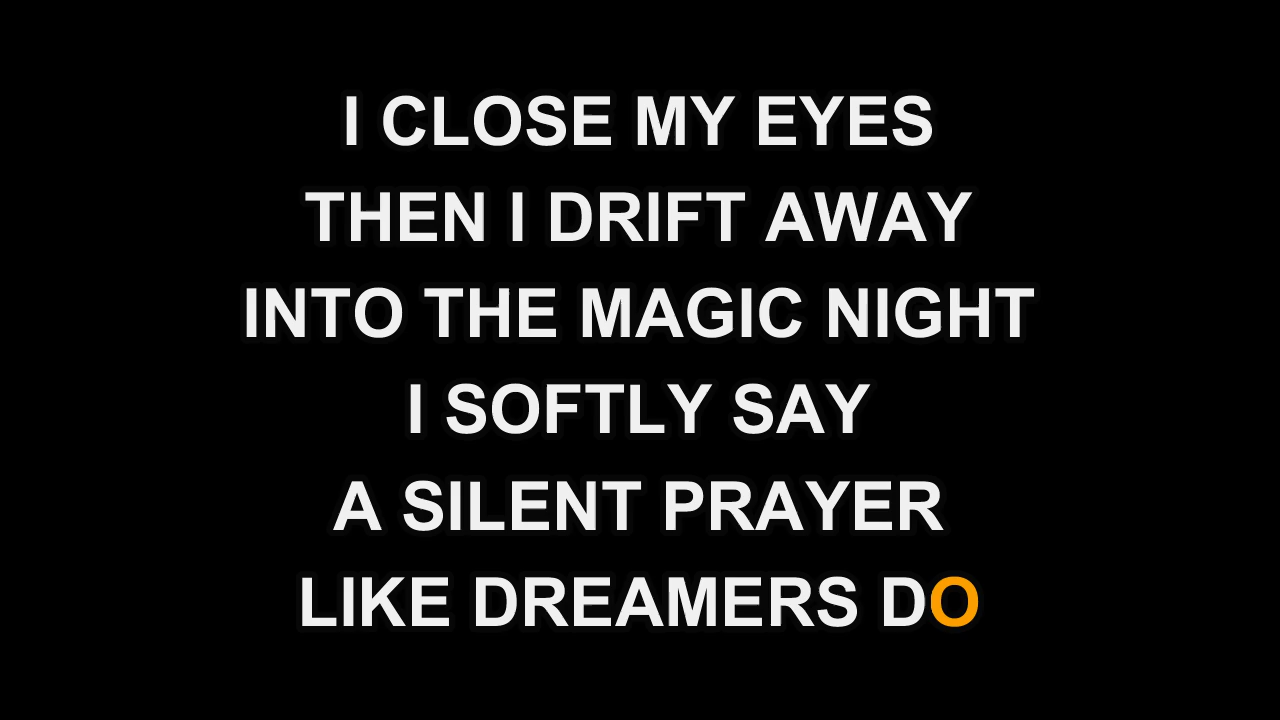 I CLOSE MY EYES
THEN I DRIFT AWAY
INTO THE MAGIC NIGHT
I SOFTLY SAY
A SILENT PRAYER
LIKE DREAMERS DO